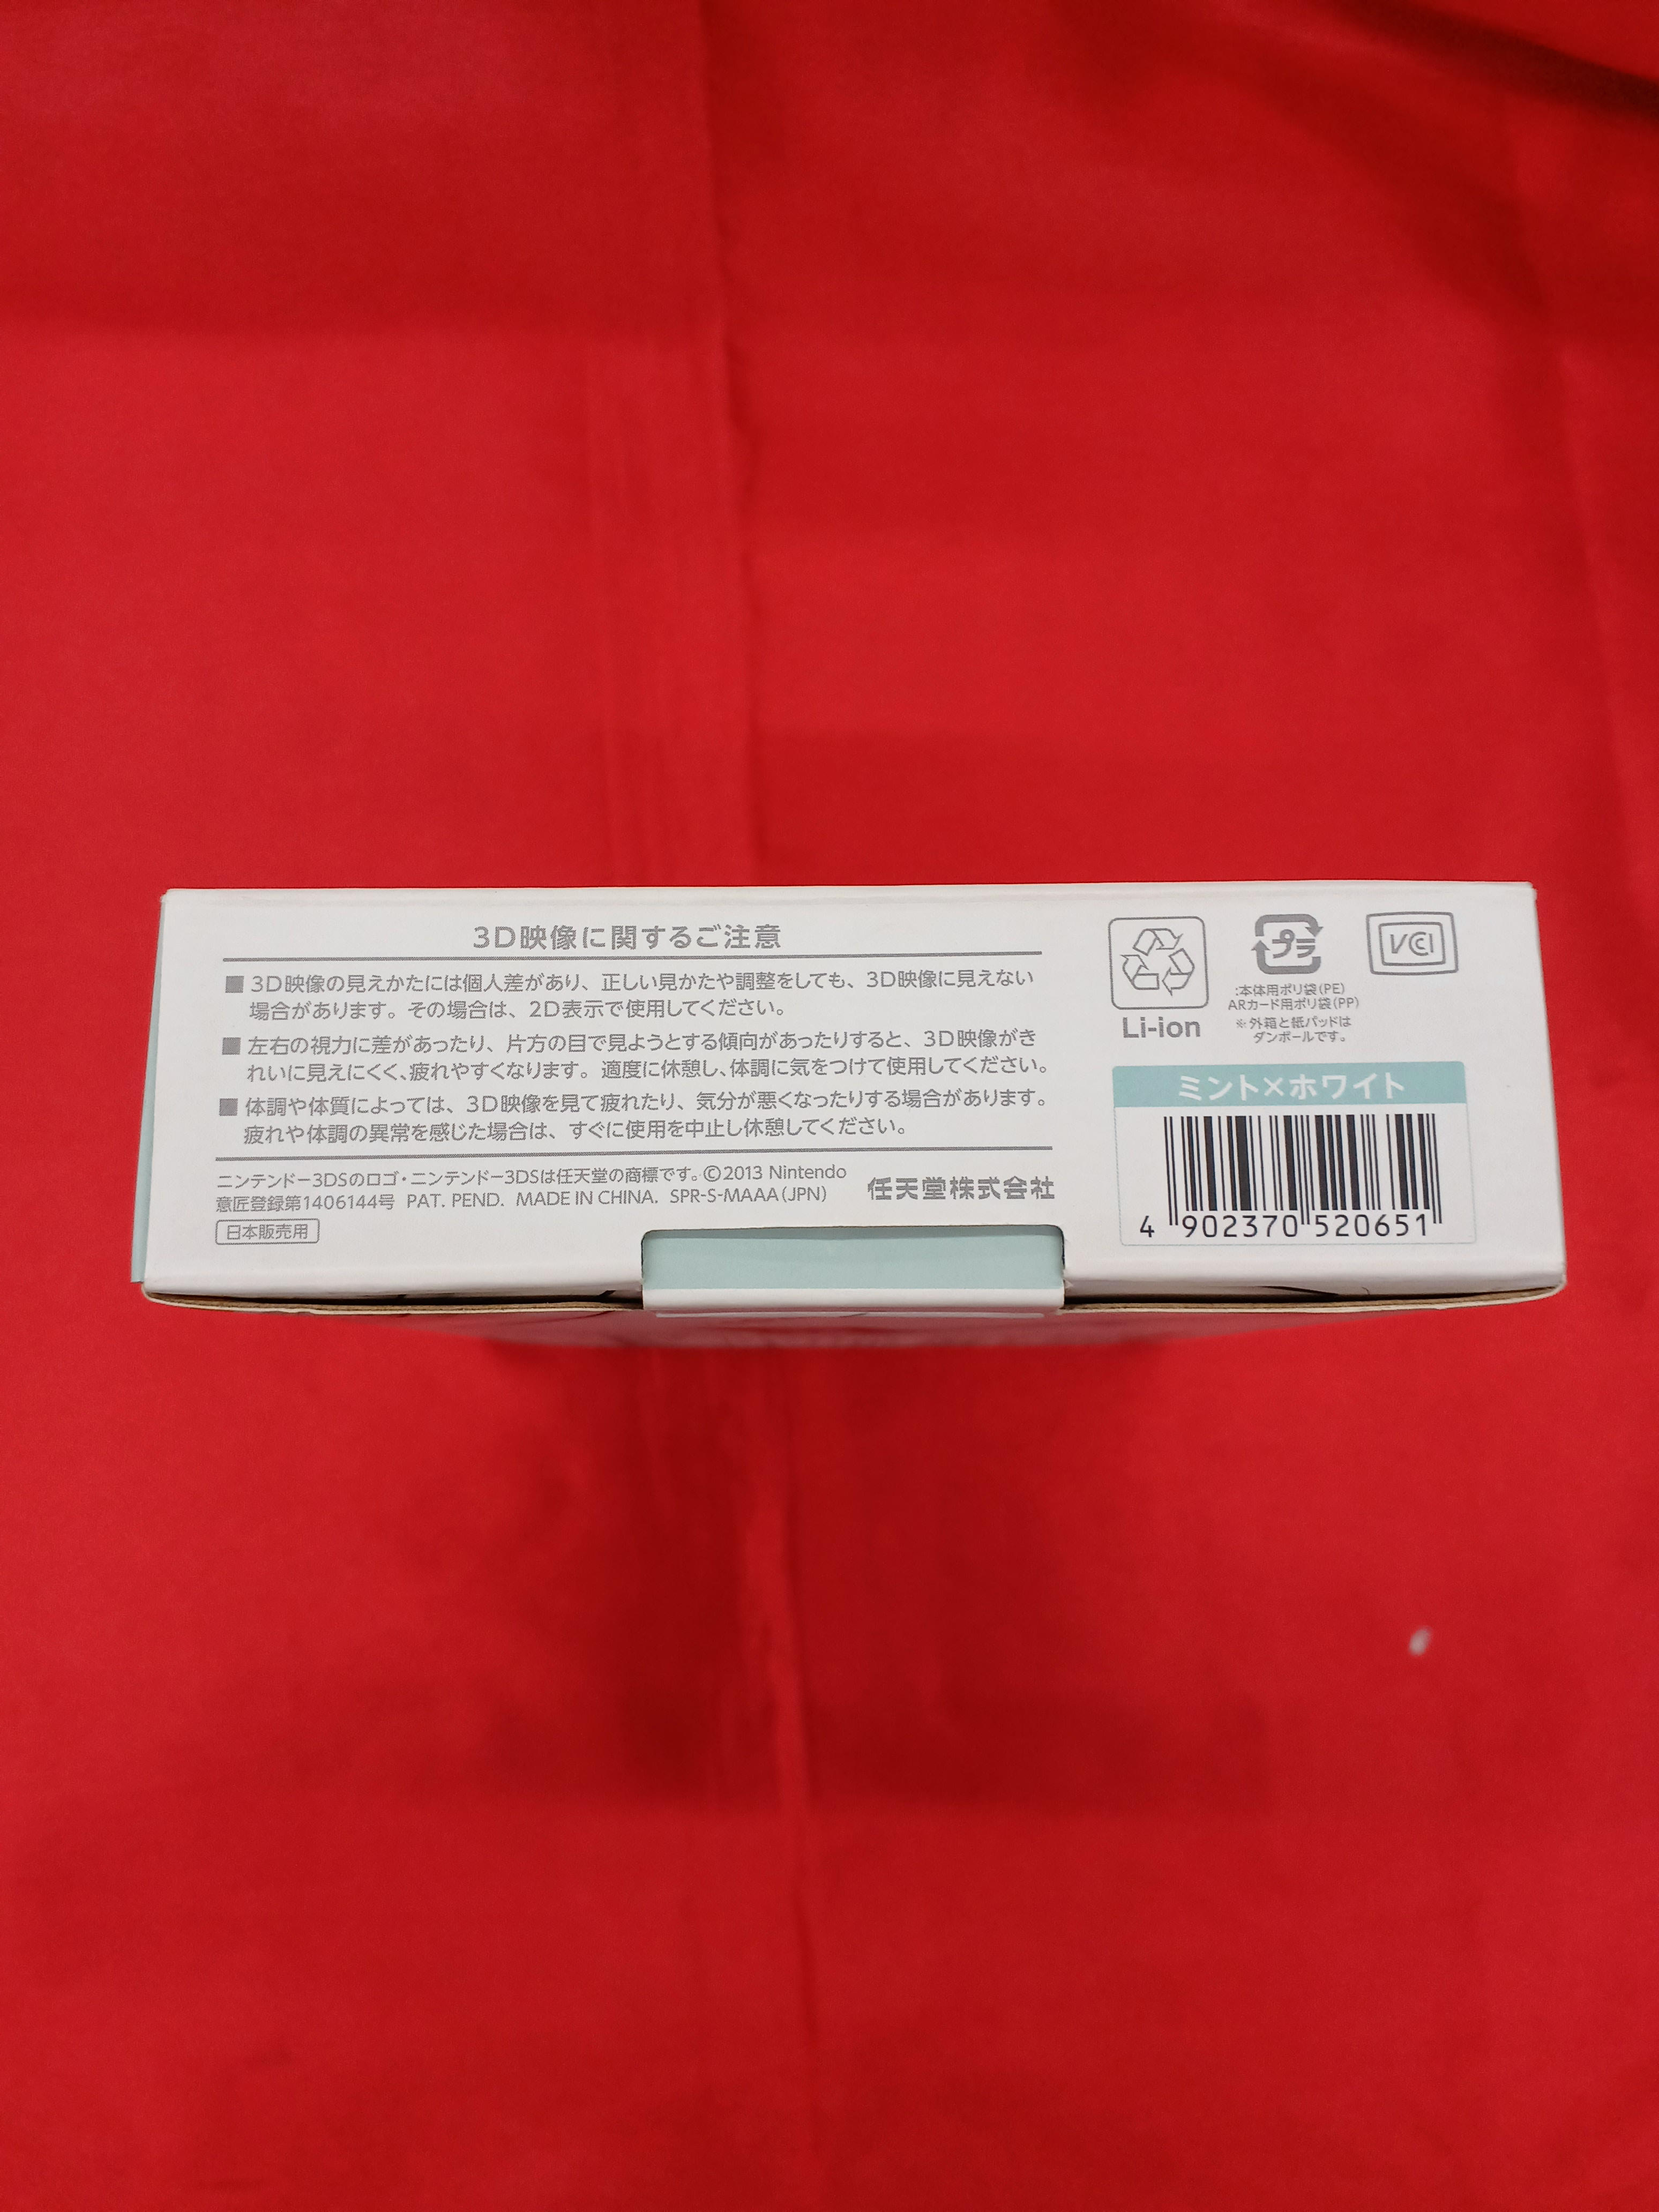 3D映像に関するご注意
■ 3D映像の見えかたには個人差があり、正しい見かたや調整をしても、3D映像に見えない
場合があります。その場合は、2D表示で使用してください。
■ 左右の視力に差があったり、片方の目で見ようとする傾向があったりすると、3D映像がき
れいに見えにくく、疲れやすくなります。適度に休憩し、体調に気をつけて使用してください。
■ 体調や体質によっては、3D映像を見て疲れたり、気分が悪くなったりする場合があります。
疲れや体調の異常を感じた場合は、すぐに使用を中止し休憩してください。
ニンテンドー3DSのロゴ・ニンテンドー3DSは任天堂の商標です。©2013 Nintendo
意匠登録第1406144号 PAT. PEND. MADE IN CHINA. SPR-S-MAAA(JPN)
任天堂株式会社
日本販売用
Li-ion
プラ
:本体用ポリ袋(PE)
ARカード用ポリ袋(PP)
※外箱と紙パッドは
ダンボールです。
VCCI
ミント×ホワイト
4 902370 520651